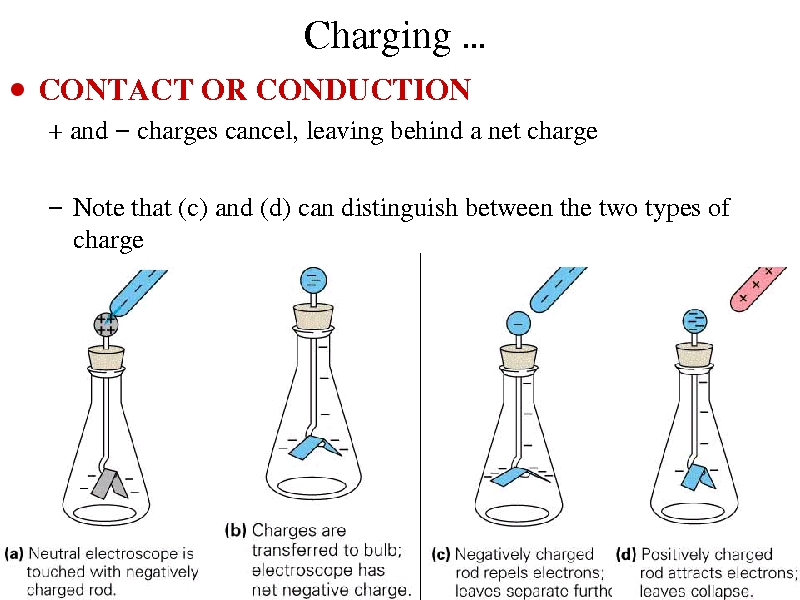 Charging ...
• CONTACT OR CONDUCTION
+ and − charges cancel, leaving behind a net charge
− Note that (c) and (d) can distinguish between the two types of
charge
(a) Neutral electroscope is
touched with negatively
charged rod.
(b) Charges are
transferred to bulb;
electroscope has
net negative charge.
(c) Negatively charged
rod repels electrons;
leaves separate furthe
(d) Positively charged
rod attracts electrons;
leaves collapse.